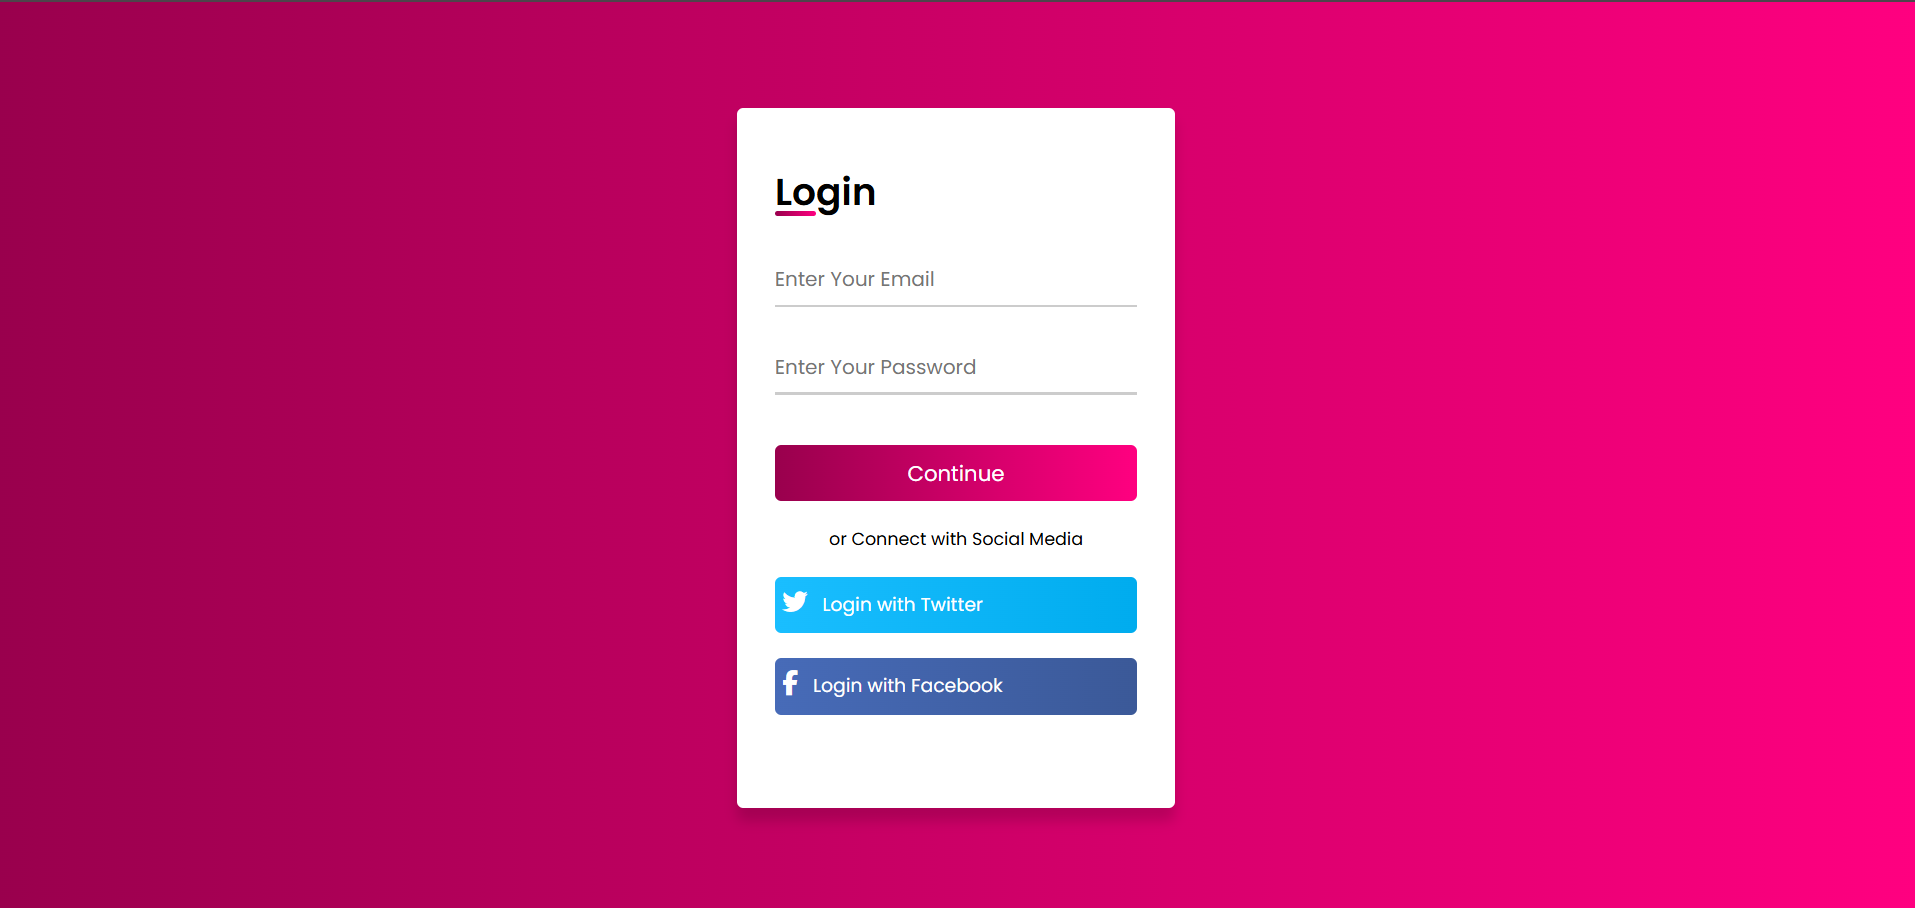 Login
Enter Your Email
Enter Your Password
Continue
or Connect with Social Media
Login with Twitter
Login with Facebook